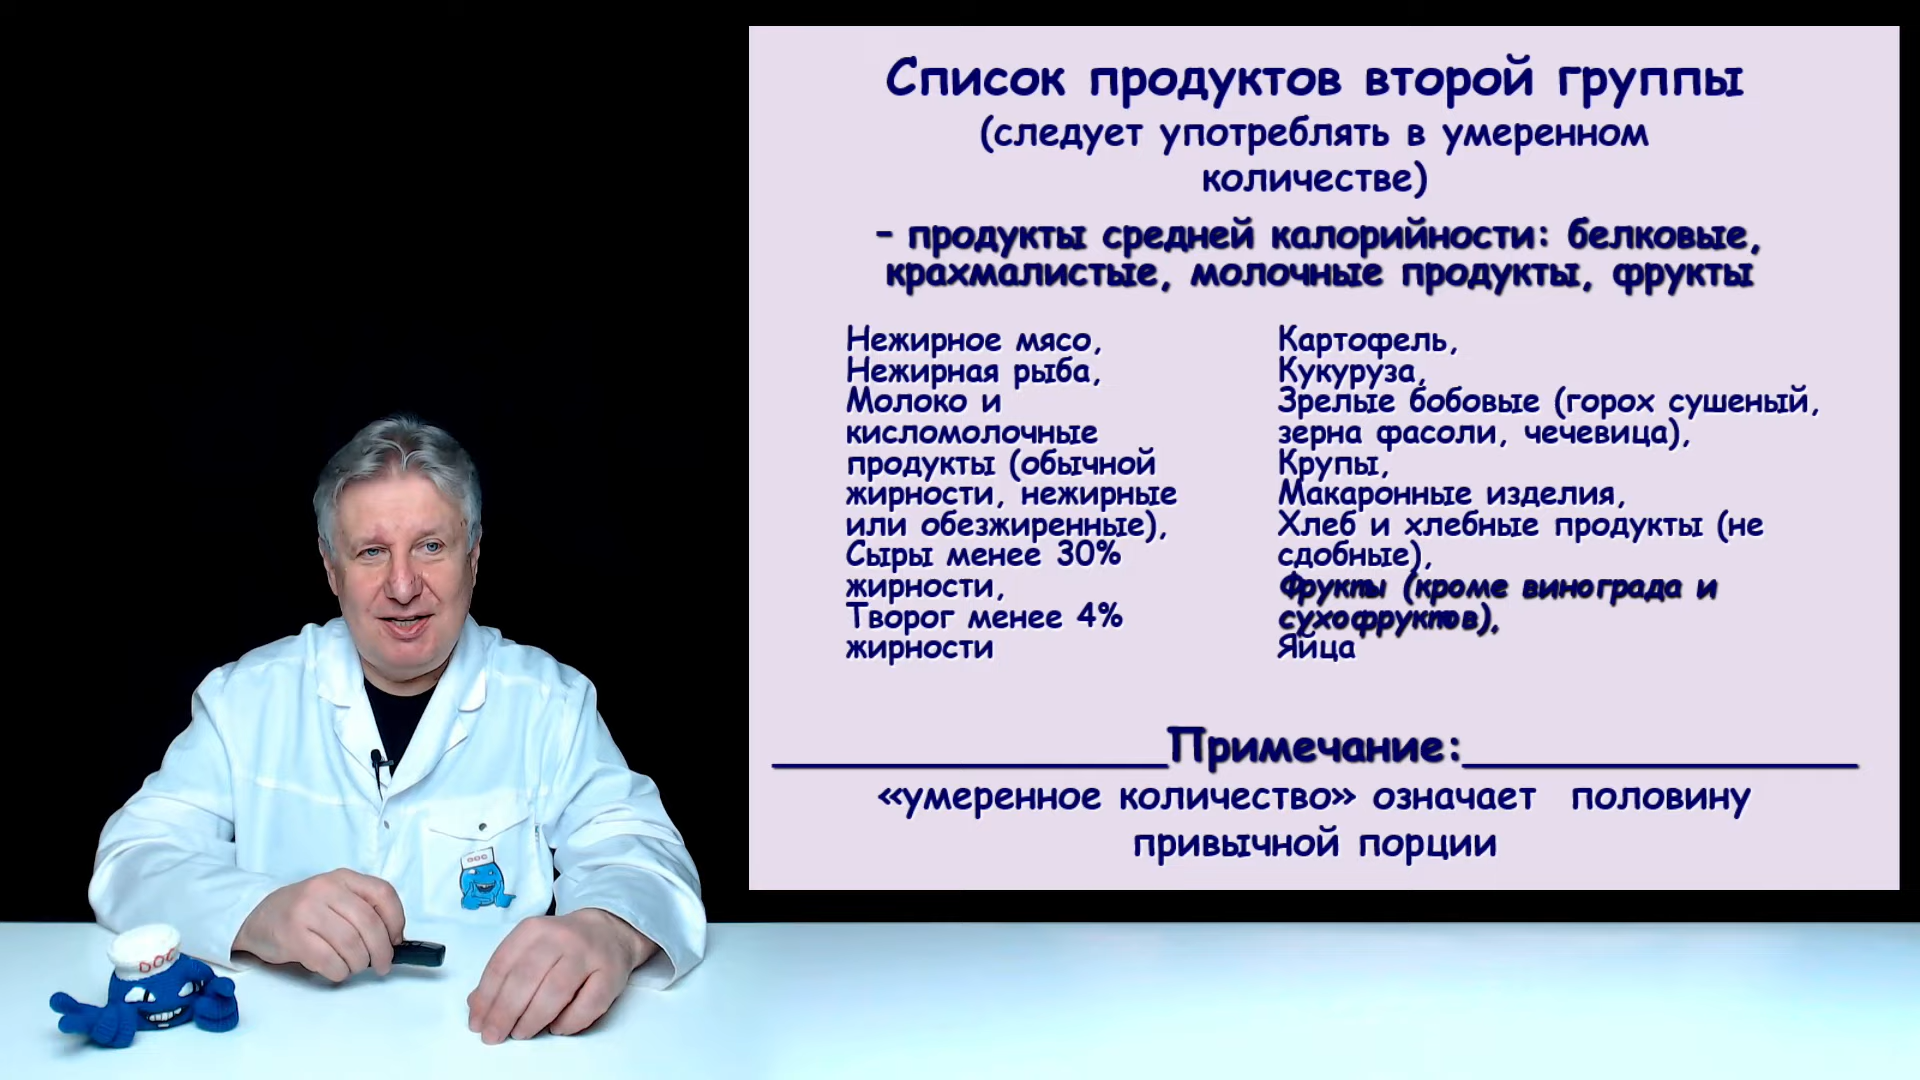 Список продуктов второй группы
(следует употреблять в умеренном
количестве)
– продукты средней калорийности: белковые,
крахмалистые, молочные продукты, фрукты
Нежирное мясо,
Нежирная рыба,
Молоко и
кисломолочные
продукты (обычной
жирности, нежирные
или обезжиренные),
Сыры менее 30%
жирности,
Творог менее 4%
жирности
Картофель,
Кукуруза,
Зрелые бобовые (горох сушеный,
зерна фасоли, чечевица),
Крупы,
Макаронные изделия,
Хлеб и хлебные продукты (не
сдобные),
Фрукты (кроме винограда и
сухофруктов),
Яйца
Примечание:
«умеренное количество» означает половину
привычной порции
DOC
DOC